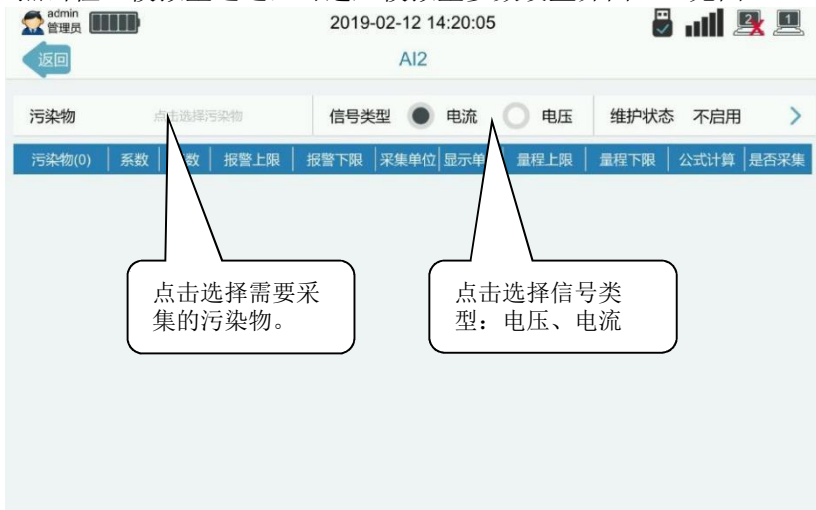 admin
管理员
2019-02-12 14:20:05
2
1
返回
AI2
污染物 点击选择污染物 信号类型 电流 电压 维护状态 不启用
污染物(0) 系数 数 报警上限 报警下限 采集单位 显示单 量程上限 量程下限 公式计算 是否采集
点击选择需要采
集的污染物。
点击选择信号类
型：电压、电流